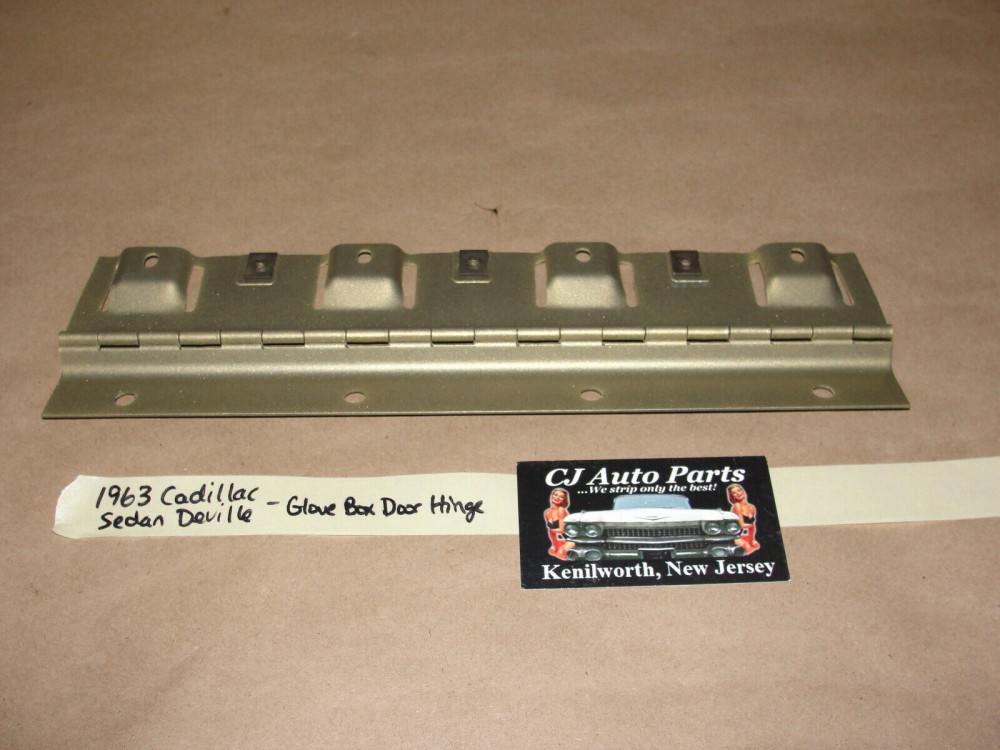 1963 Cadillac
Sedan Deville - Glove Box Door Hinge
CJ Auto Parts
...We strip only the best!
Kenilworth, New Jersey